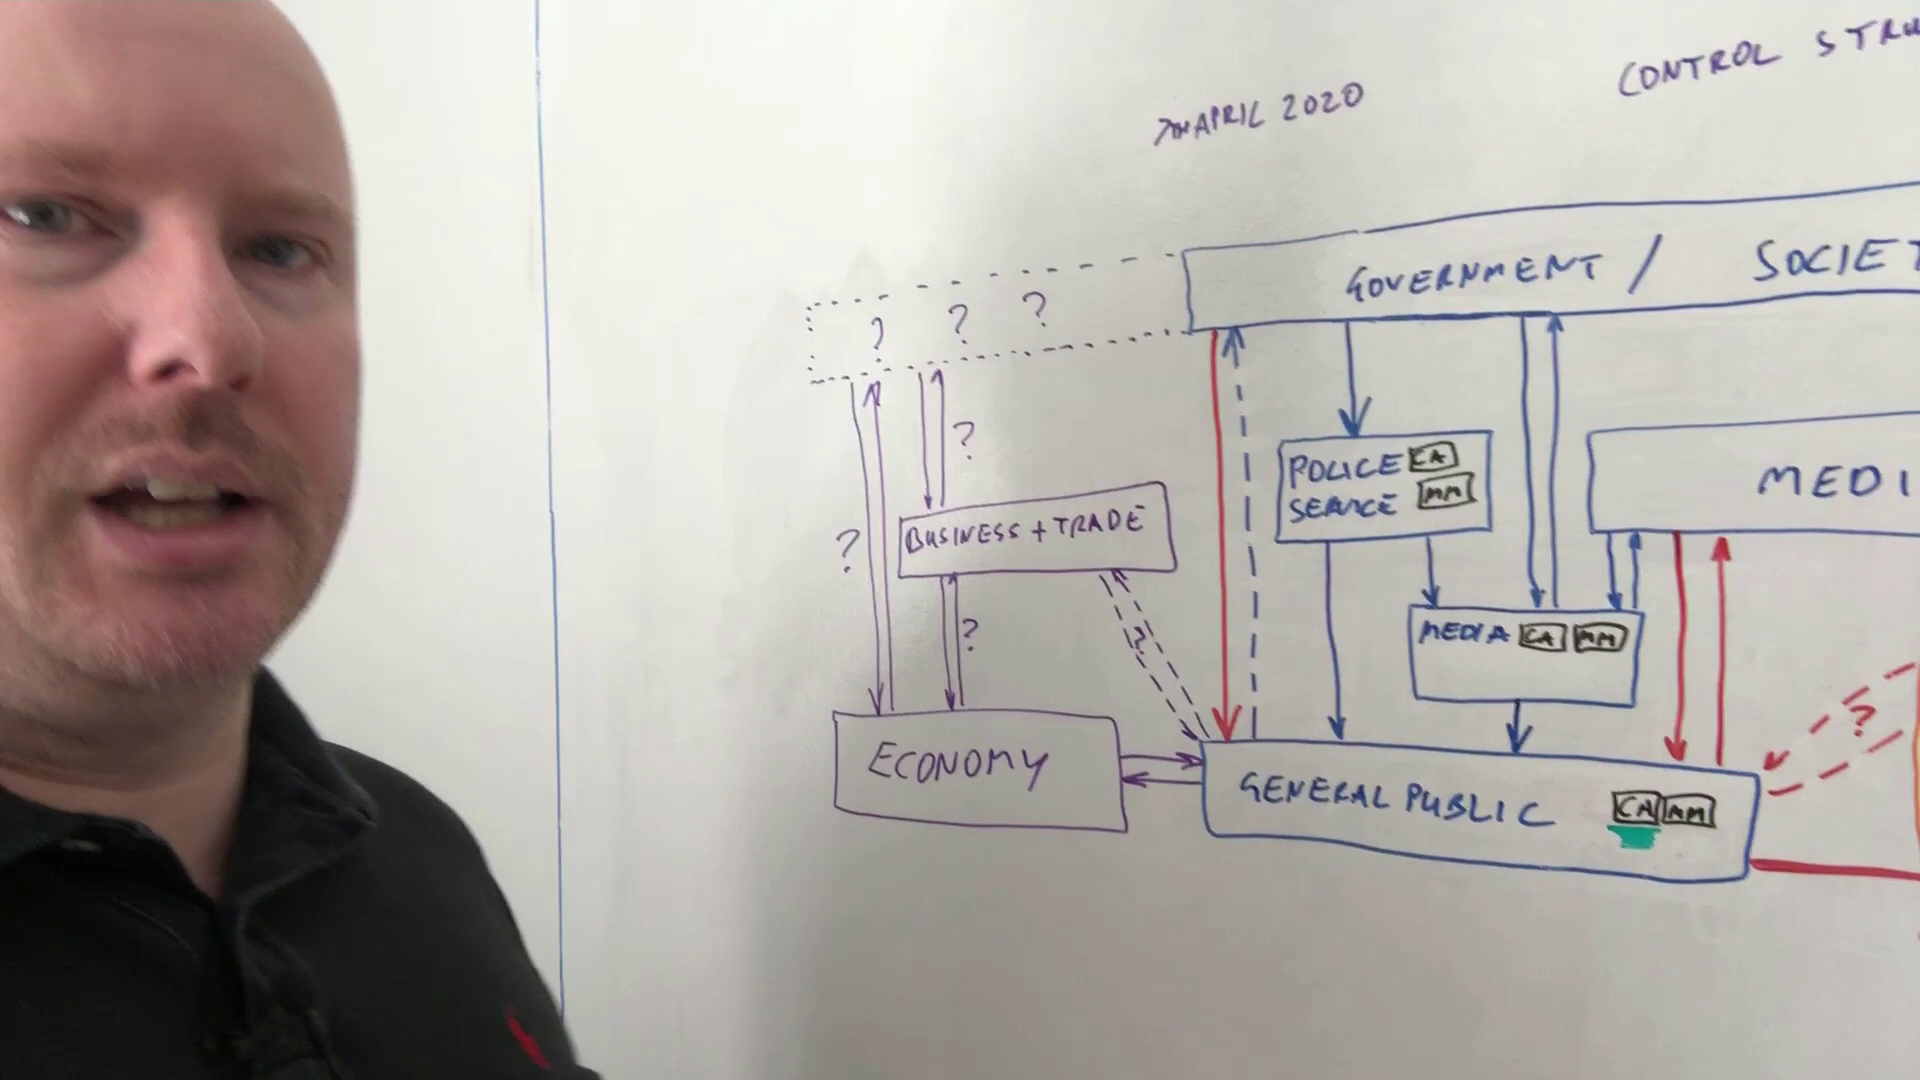 7TH APRIL 2020
CONTROL STRU
GOVERNMENT / SOCIET
? ? ?
?
POLICE CA
SERVICE MM
MEDI
BUSINESS + TRADE
?
?
?
MEDIA CA MM
?
ECONOMY
GENERAL PUBLIC CA MM